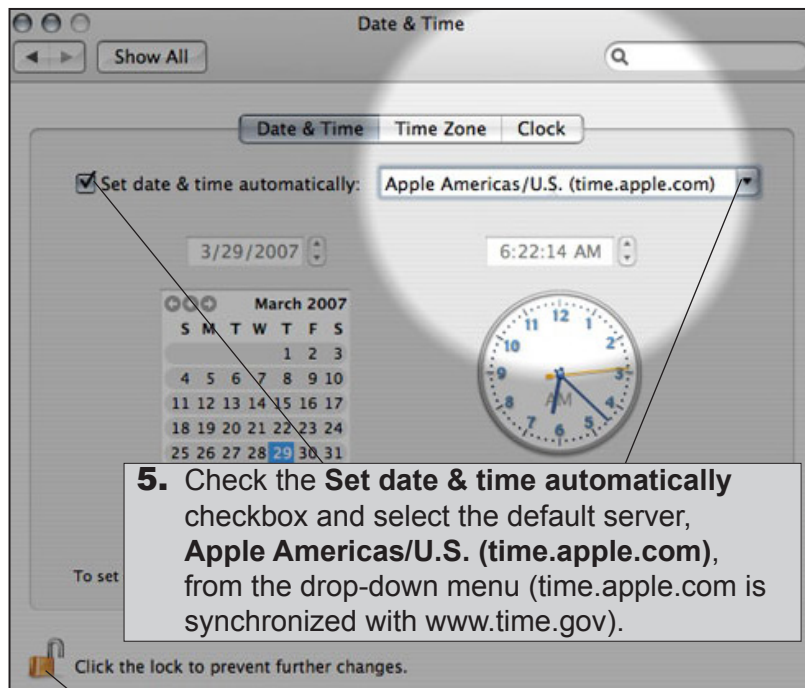 Date & Time
Show All
Date & Time Time Zone Clock
Set date & time automatically: Apple Americas/U.S. (time.apple.com)
3/29/2007 6:22:14 AM
March 2007
S M T W T F S
1 2 3
4 5 6 7 8 9 10
11 12 13 14 15 16 17
18 19 20 21 22 23 24
25 26 27 28 29 30 31
12 1 2 3 4 5 6 7 8 9 10 11
AM
5. Check the Set date & time automatically
checkbox and select the default server,
Apple Americas/U.S. (time.apple.com),
from the drop-down menu (time.apple.com is
synchronized with www.time.gov).
To set
Click the lock to prevent further changes.